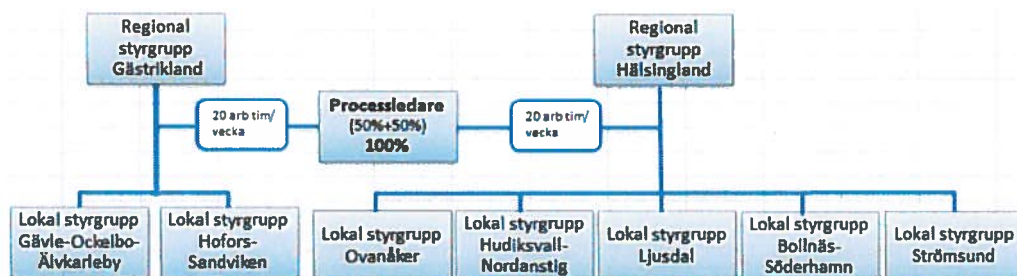 Regional
styrgrupp
Gästrikland
Regional
styrgrupp
Hälsingland
20 arb tim/
vecka
Processledare
(50%+50%)
100%
20 arb tim/
vecka
Lokal styrgrupp
Gävle-Ockelbo-
Älvkarleby
Lokal styrgrupp
Hofors-
Sandviken
Lokal styrgrupp
Ovanåker
Lokal styrgrupp
Hudiksvall-
Nordanstig
Lokal styrgrupp
Ljusdal
Lokal styrgrupp
Bollnäs-
Söderhamn
Lokal styrgrupp
Strömsund